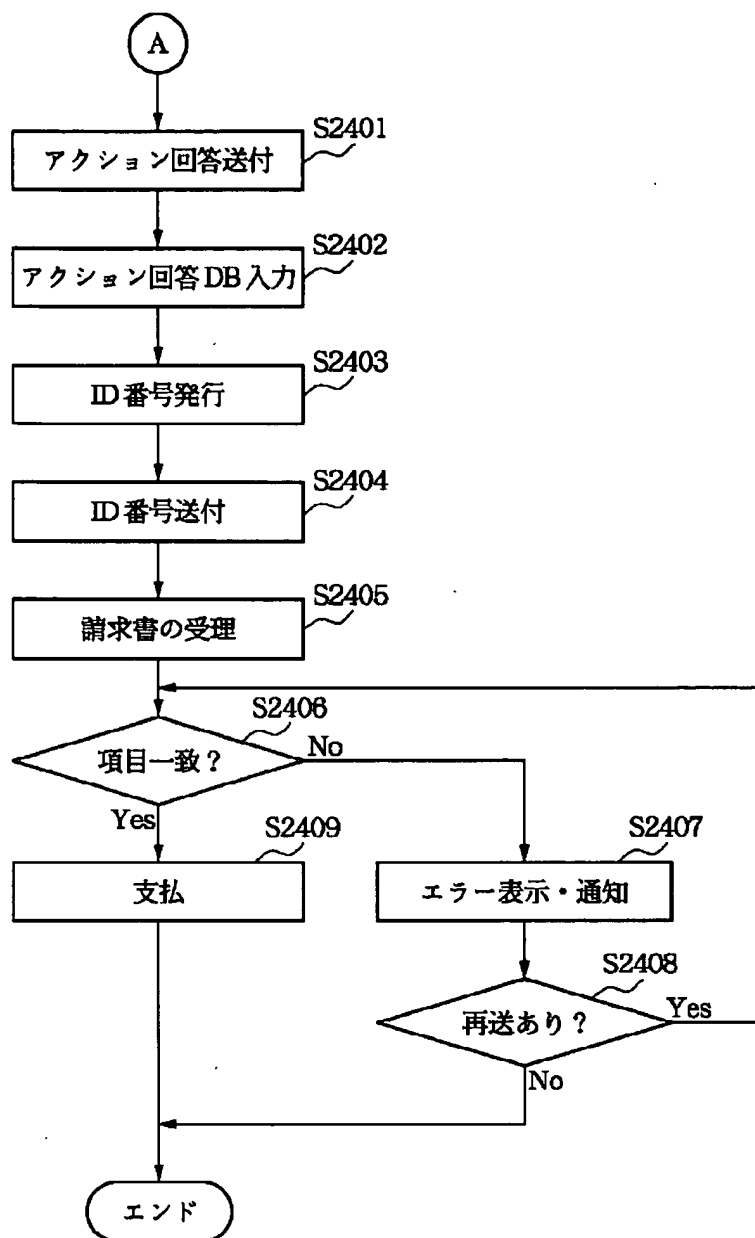 A
S2401
アクション回答送付
S2402
アクション回答DB入力
S2403
ID番号発行
S2404
ID番号送付
S2405
請求書の受理
S2406
項目一致？
No
Yes
S2409
支払
S2407
エラー表示・通知
S2408
再送あり？
Yes
No
エンド